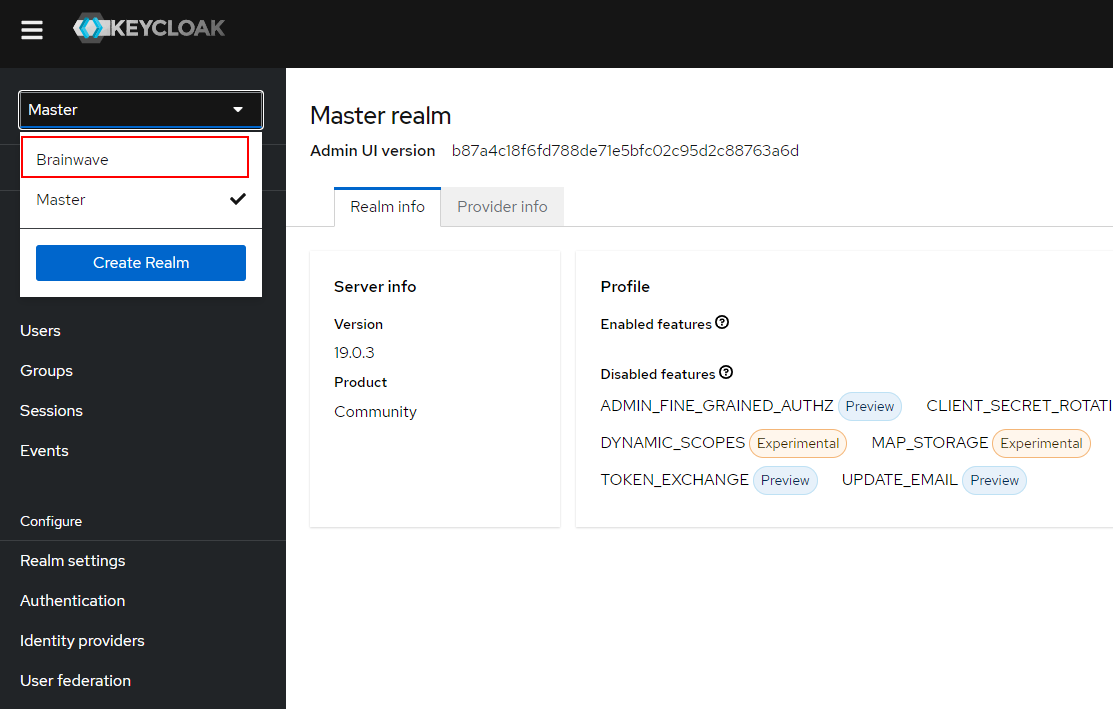 KEYCLOAK
Master
Brainwave
Master
Create Realm
Users
Groups
Sessions
Events
Configure
Realm settings
Authentication
Identity providers
User federation
Master realm
Admin UI version b87a4c18f6fd788de71e5bfc02c95d2c88763a6d
Realm info Provider info
Server info
Version
19.0.3
Product
Community
Profile
Enabled features
Disabled features
ADMIN_FINE_GRAINED_AUTHZ Preview CLIENT_SECRET_ROTATI
DYNAMIC_SCOPES Experimental MAP_STORAGE Experimental
TOKEN_EXCHANGE Preview UPDATE_EMAIL Preview